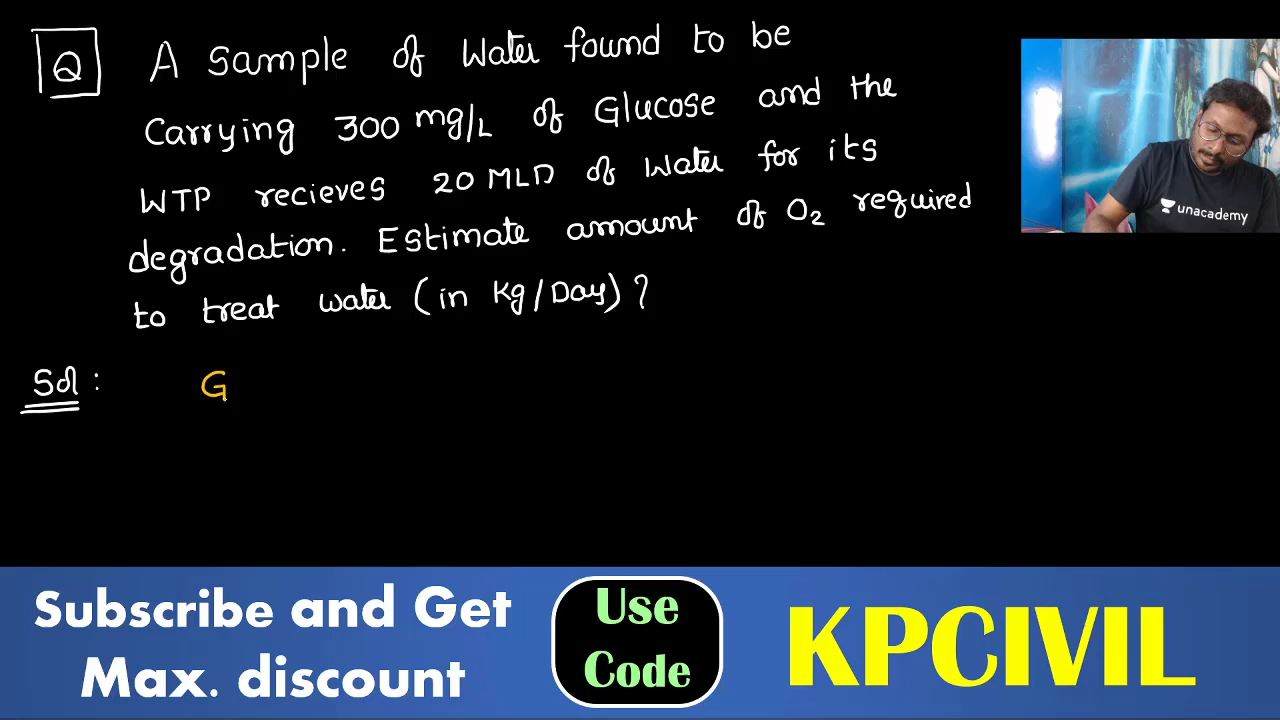 Q A sample of water found to be
carrying 300 mg/L of Glucose and the
WTP recieves 20 MLD of water for its
degradation. Estimate amount of O2 required
to treat water (in Kg/Day)?
Sol :
G
unacademy
Subscribe and Get
Max. discount
Use
Code
KPCIVIL